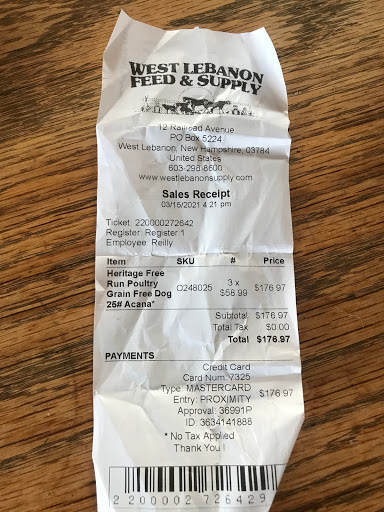 WEST LEBANON
FEED & SUPPLY
12 Railroad Avenue
PO Box 5224
West Lebanon, New Hampshire, 03784
United States
603-298-8600
www.westlebanonsupply.com
Sales Receipt
03/15/2021 4:21 pm
Ticket: 220000272642
Register: Register 1
Employee: Reilly
Item SKU # Price
Heritage Free
Run Poultry
Grain Free Dog
25# Acana*
O248025 3 x $58.99 $176.97
Subtotal $176.97
Total Tax $0.00
Total $176.97
PAYMENTS
Credit Card
Card Num: 7325
Type: MASTERCARD $176.97
Entry: PROXIMITY
Approval: 36991P
ID: 3634141888
* No Tax Applied
Thank You !
2 200002 726429